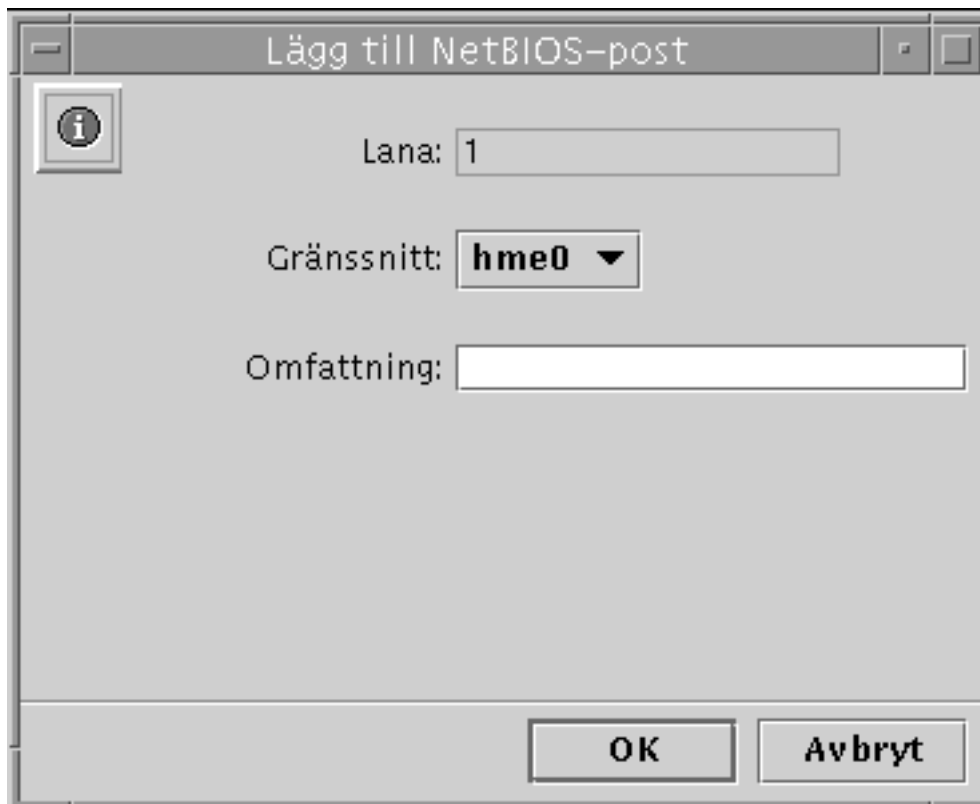 Lägg till NetBIOS-post
Lana: 1
Gränssnitt: hme0
Omfattning:
OK Avbryt